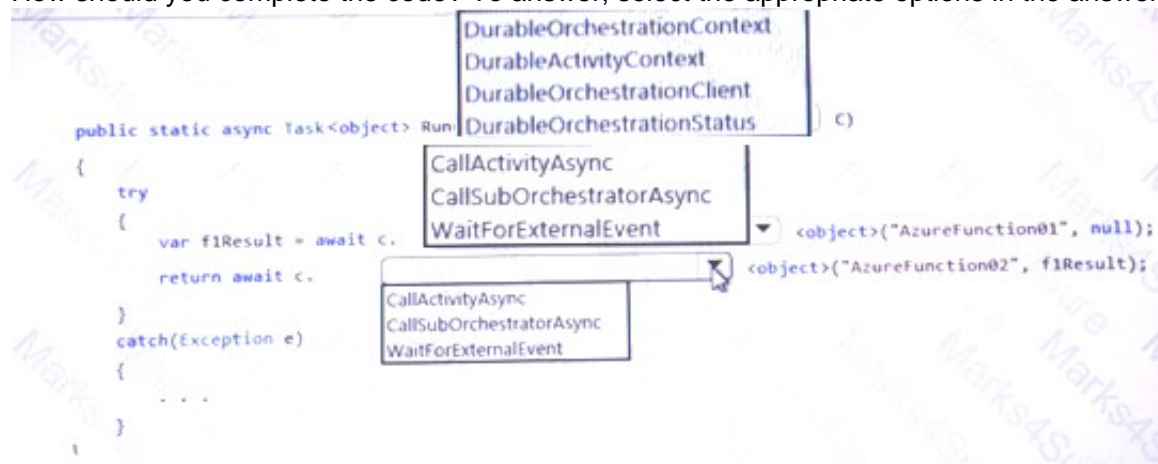 How should you complete the code? To answer, select the appropriate options in the answer
DurableOrchestrationContext
DurableActivityContext
DurableOrchestrationClient
public static async Task<object> Run DurableOrchestrationStatus C)
{
CallActivityAsync
try
CallSubOrchestratorAsync
{
WaitForExternalEvent
var f1Result = await c. <object>("AzureFunction01", null);
return await c. <object>("AzureFunction02", f1Result);
CallActivityAsync
}
CallSubOrchestratorAsync
catch(Exception e)
WaitForExternalEvent
{
. . .
}
Marks4Sure